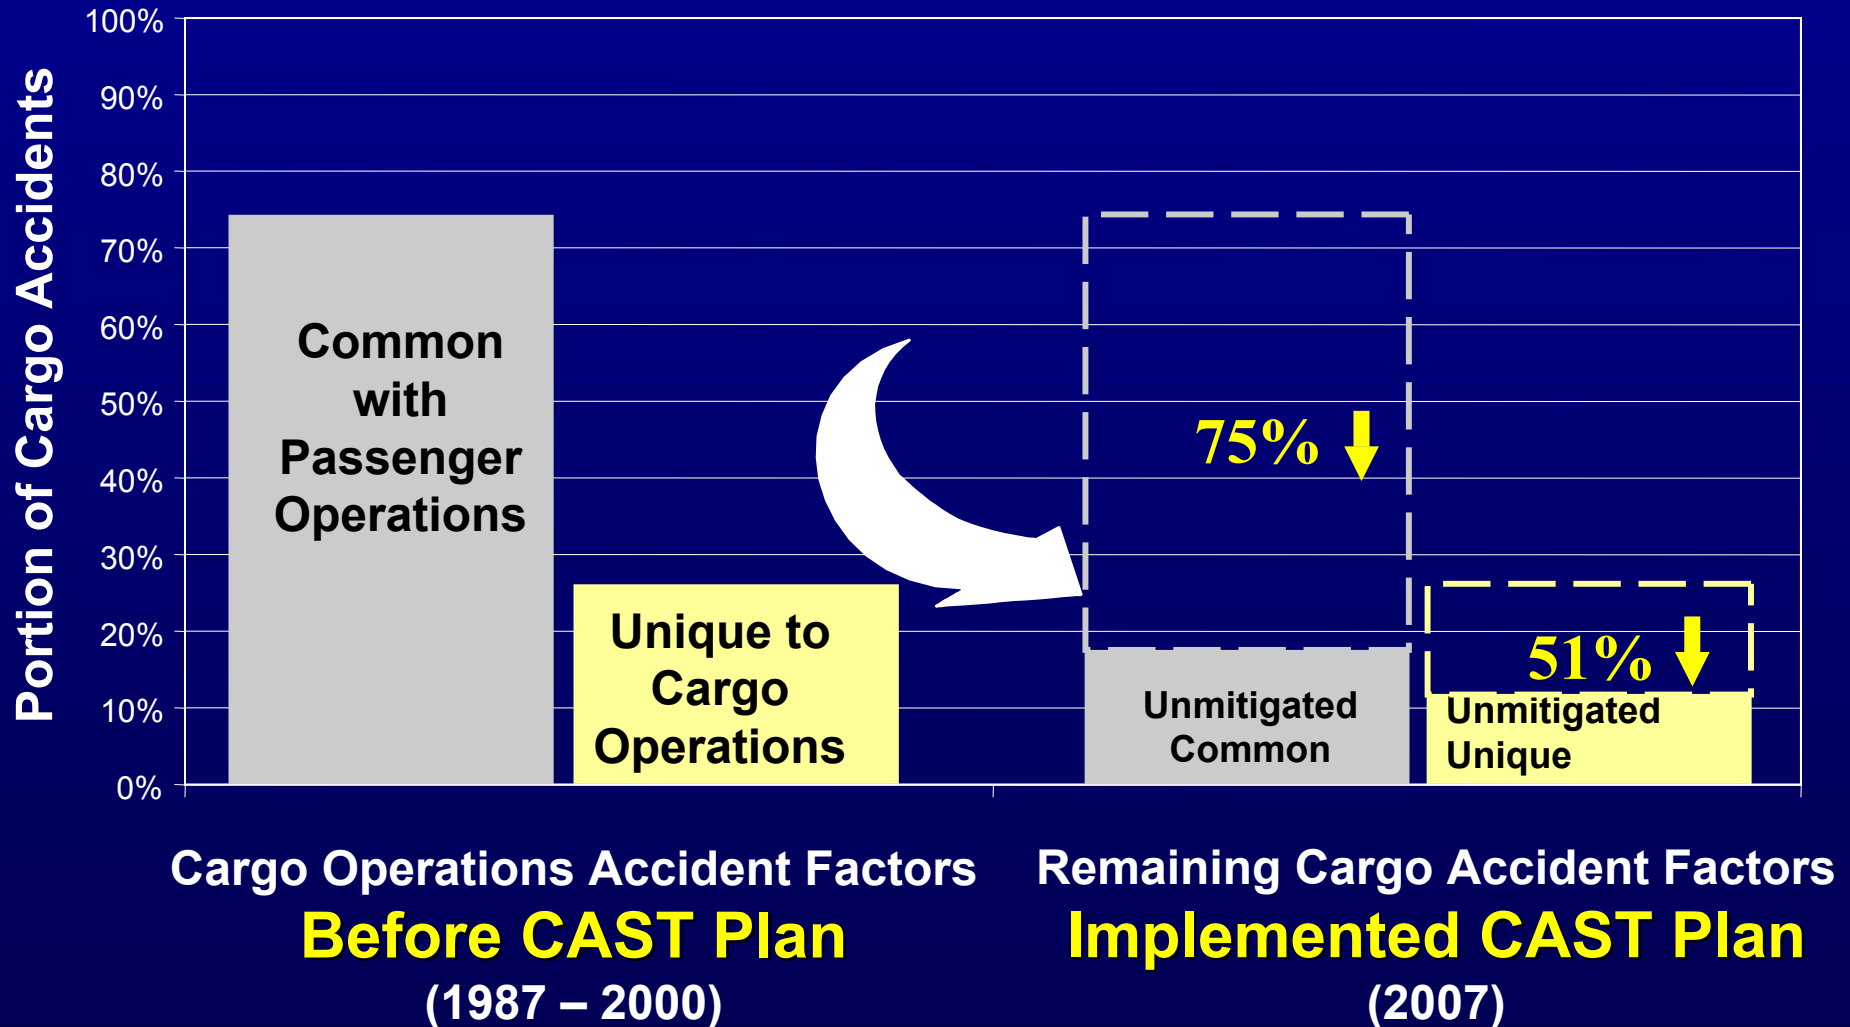 Portion of Cargo Accidents
100%
90%
80%
70%
60%
50%
40%
30%
20%
10%
0%
Common
with
Passenger
Operations
Unique to
Cargo
Operations
75%
51%
Unmitigated
Common
Unmitigated
Unique
Cargo Operations Accident Factors
Before CAST Plan
(1987 – 2000)
Remaining Cargo Accident Factors
Implemented CAST Plan
(2007)